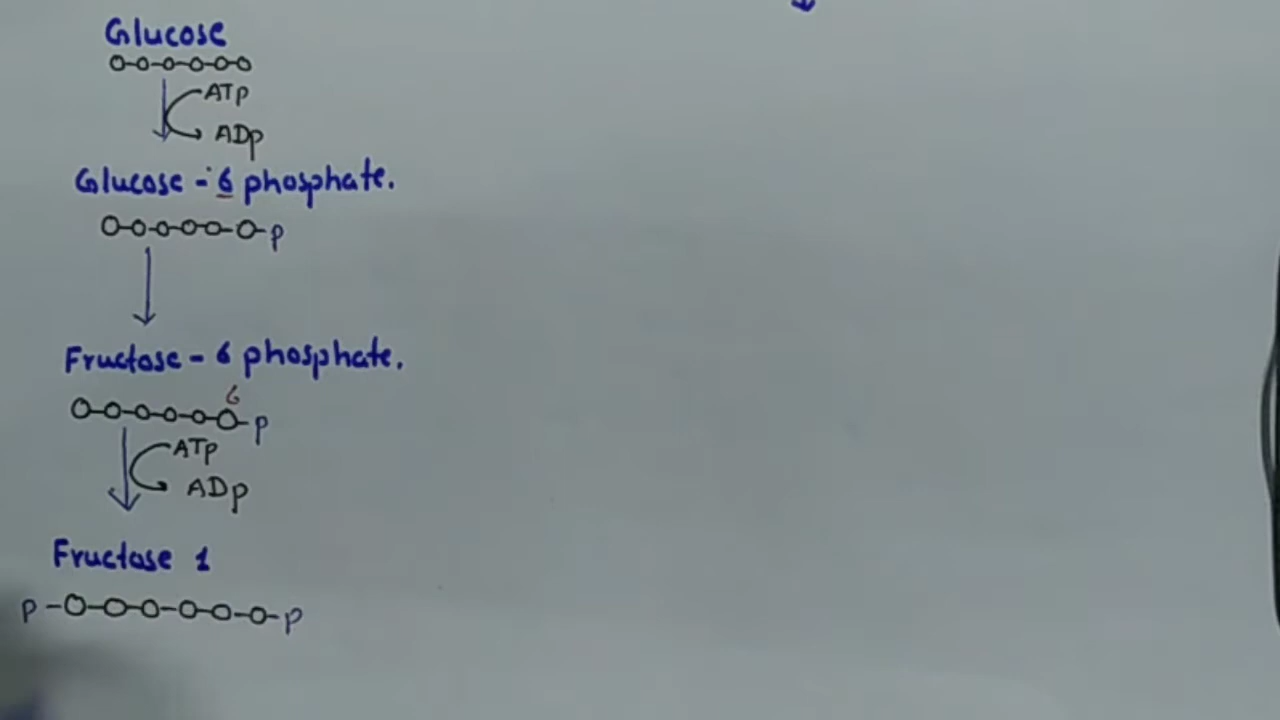 Glucose
ATP
ADP
Glucose - 6 phosphate.
P
Fructose - 6 phosphate.
6
P
ATP
ADP
Fructose 1
P P